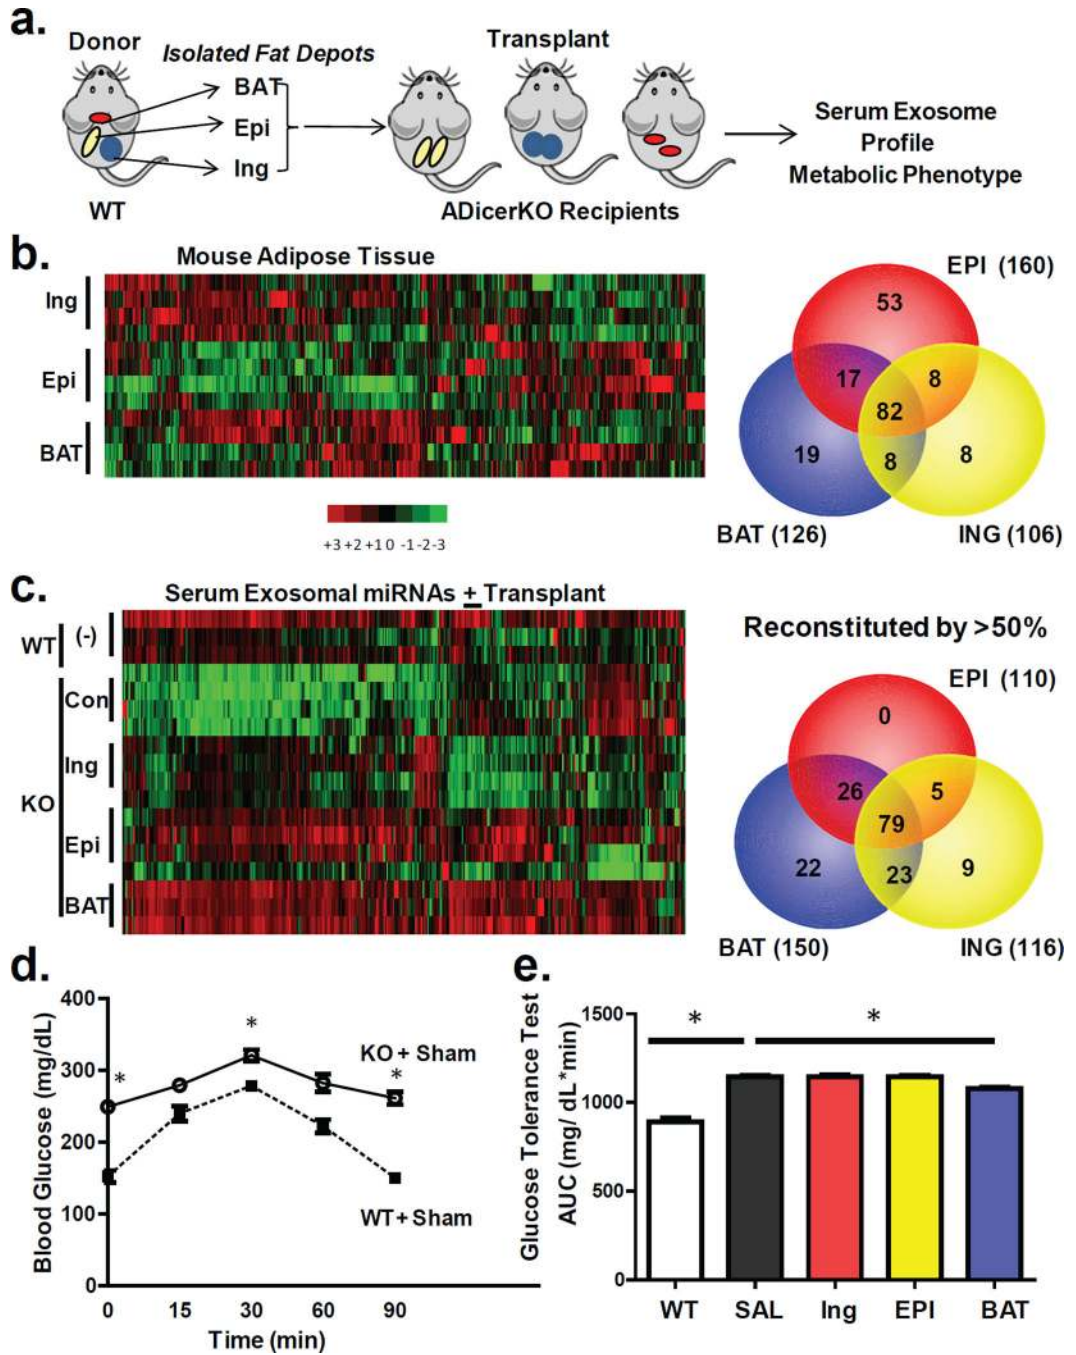 a.
Donor
Isolated Fat Depots
Transplant
BAT
Epi
Ing
WT
ADicerKO Recipients
Serum Exosome
Profile
Metabolic Phenotype
b.
Mouse Adipose Tissue
Ing
Epi
BAT
+3 +2 +1 0 -1 -2 -3
EPI (160)
53
17
8
82
19
8
8
BAT (126)
ING (106)
c.
Serum Exosomal miRNAs + Transplant
WT
(-)
Con
Ing
KO
Epi
BAT
Reconstituted by >50%
EPI (110)
0
26
5
79
22
23
9
BAT (150)
ING (116)
d.
Blood Glucose (mg/dL)
400
300
200
100
0
*
*
*
KO + Sham
WT + Sham
0 15 30 60 90
Time (min)
e.
Glucose Tolerance Test
AUC (mg/ dL*min)
1500
1000
500
0
*
*
WT SAL Ing EPI BAT